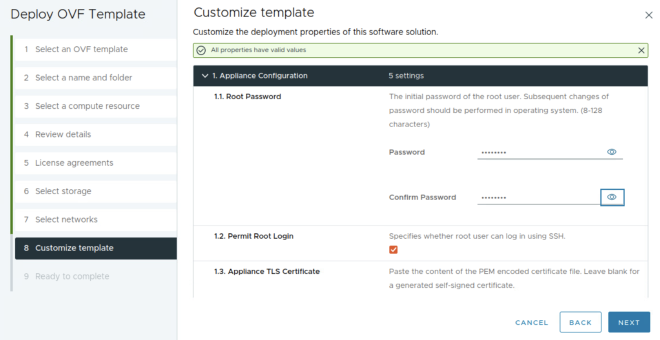 Deploy OVF Template
1 Select an OVF template
2 Select a name and folder
3 Select a compute resource
4 Review details
5 License agreements
6 Select storage
7 Select networks
8 Customize template
9 Ready to complete
Customize template
Customize the deployment properties of this software solution.
All properties have valid values
1. Appliance Configuration 5 settings
1.1. Root Password The initial password of the root user. Subsequent changes of
password should be performed in operating system. (8-128
characters)
Password ••••••••
Confirm Password ••••••••
1.2. Permit Root Login Specifies whether root user can log in using SSH.
1.3. Appliance TLS Certificate Paste the content of the PEM encoded certificate file. Leave blank for
a generated self-signed certificate.
CANCEL BACK NEXT